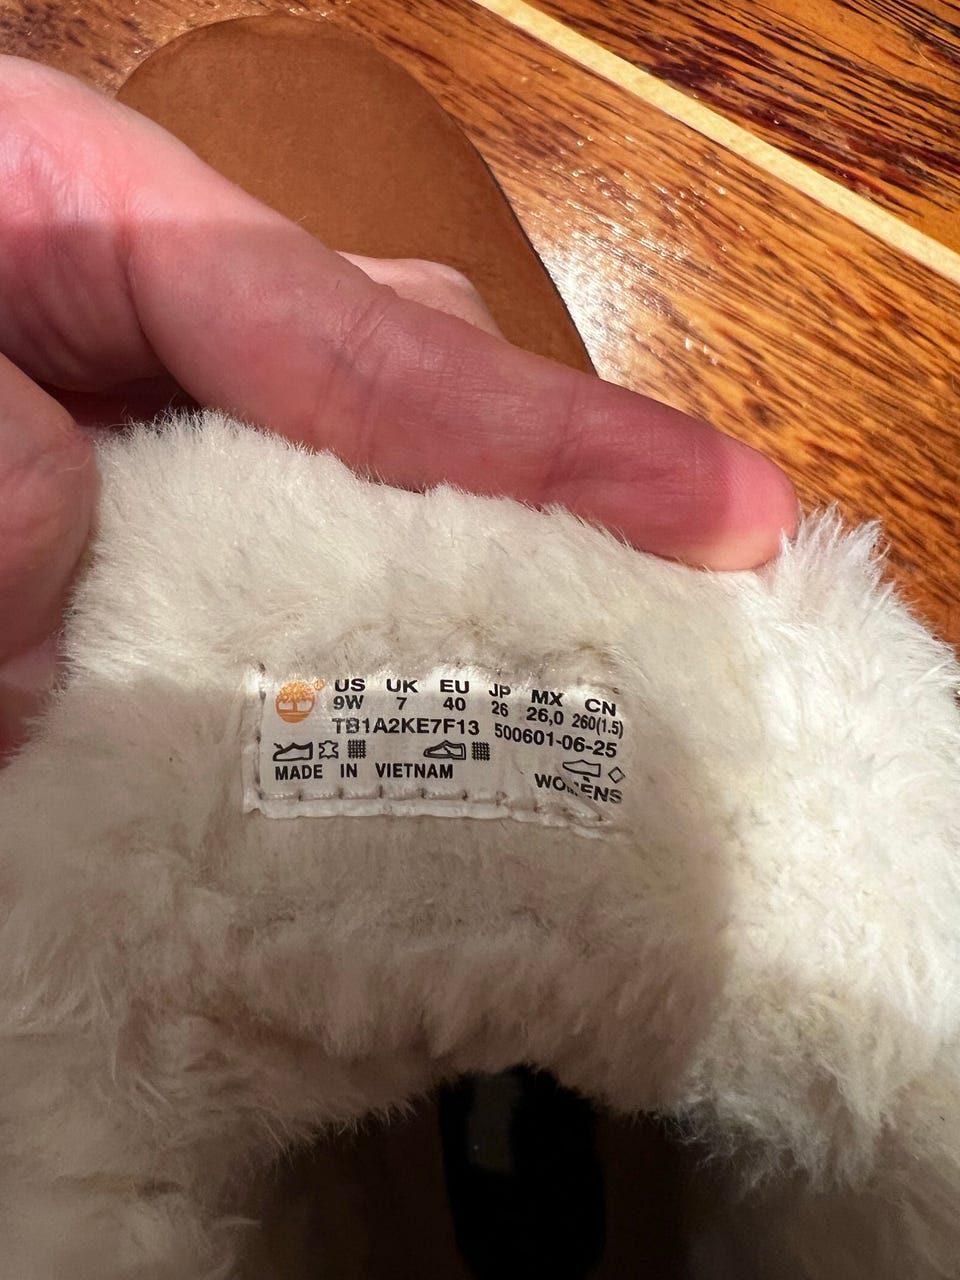 US UK EU JP MX CN
9W 7 40 26 26,0 260(1.5)
TB1A2KE7F13 500601-06-25
MADE IN VIETNAM
WOMENS